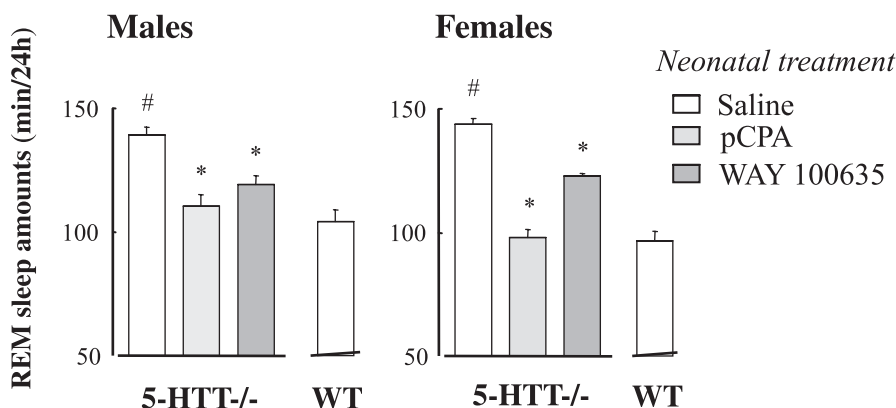 Males
Females
REM sleep amounts (min/24h)
Neonatal treatment
Saline
pCPA
WAY 100635
150
100
50
#
*
*
150
100
50
#
*
*
5-HTT-/-
WT
5-HTT-/-
WT